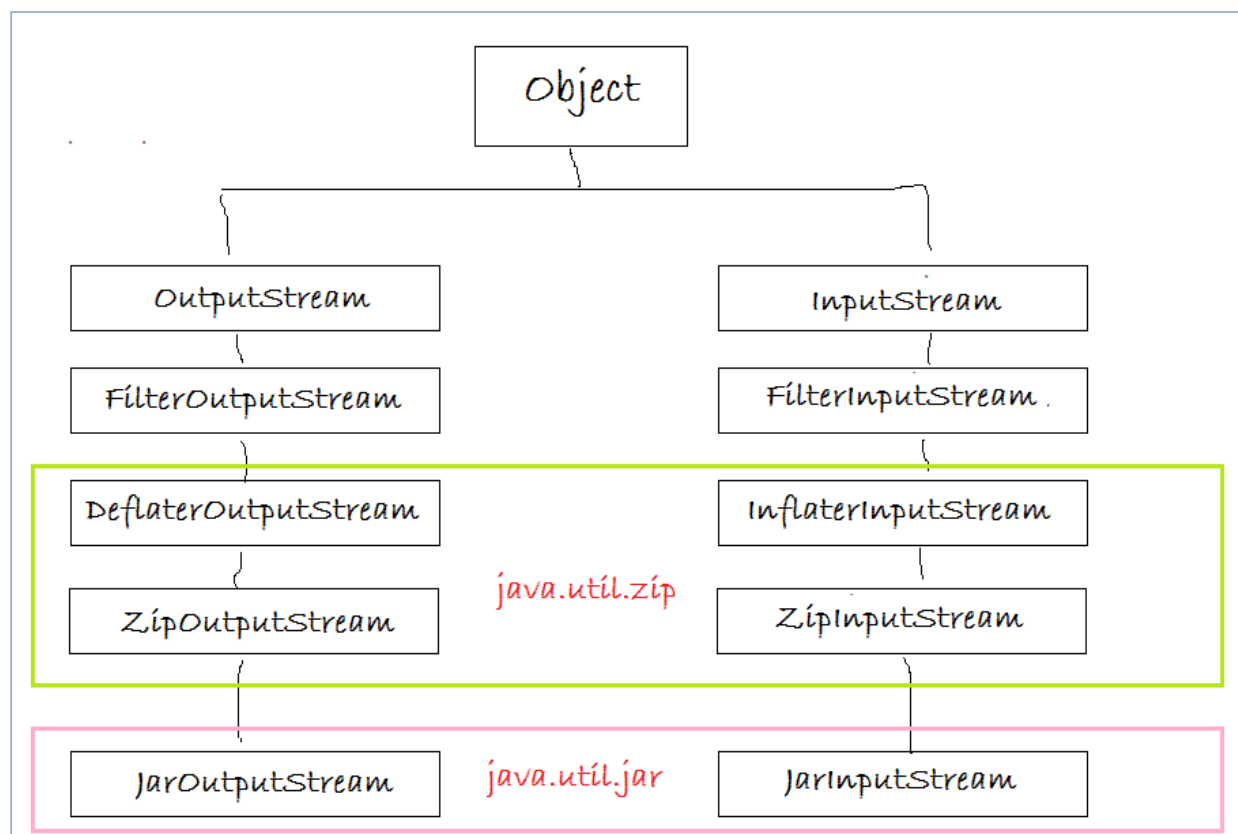 Object
OutputStream
InputStream
FilterOutputStream
FilterInputStream
DeflaterOutputStream
InflaterInputStream
java.util.zip
ZipOutputStream
ZipInputStream
JarOutputStream
java.util.jar
JarInputStream